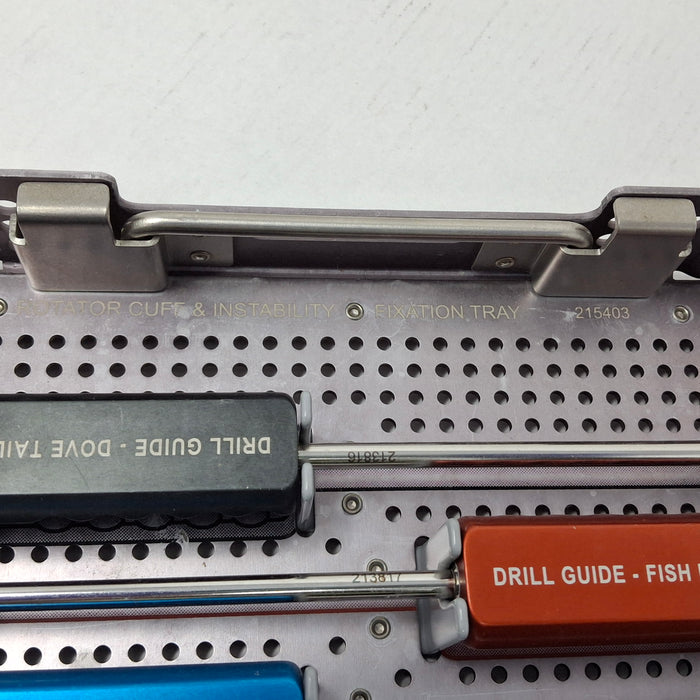 ROTATOR CUFF & INSTABILITY FIXATION TRAY 215403
DRILL GUIDE - DOVE TAIL
213816
213817
DRILL GUIDE - FISH